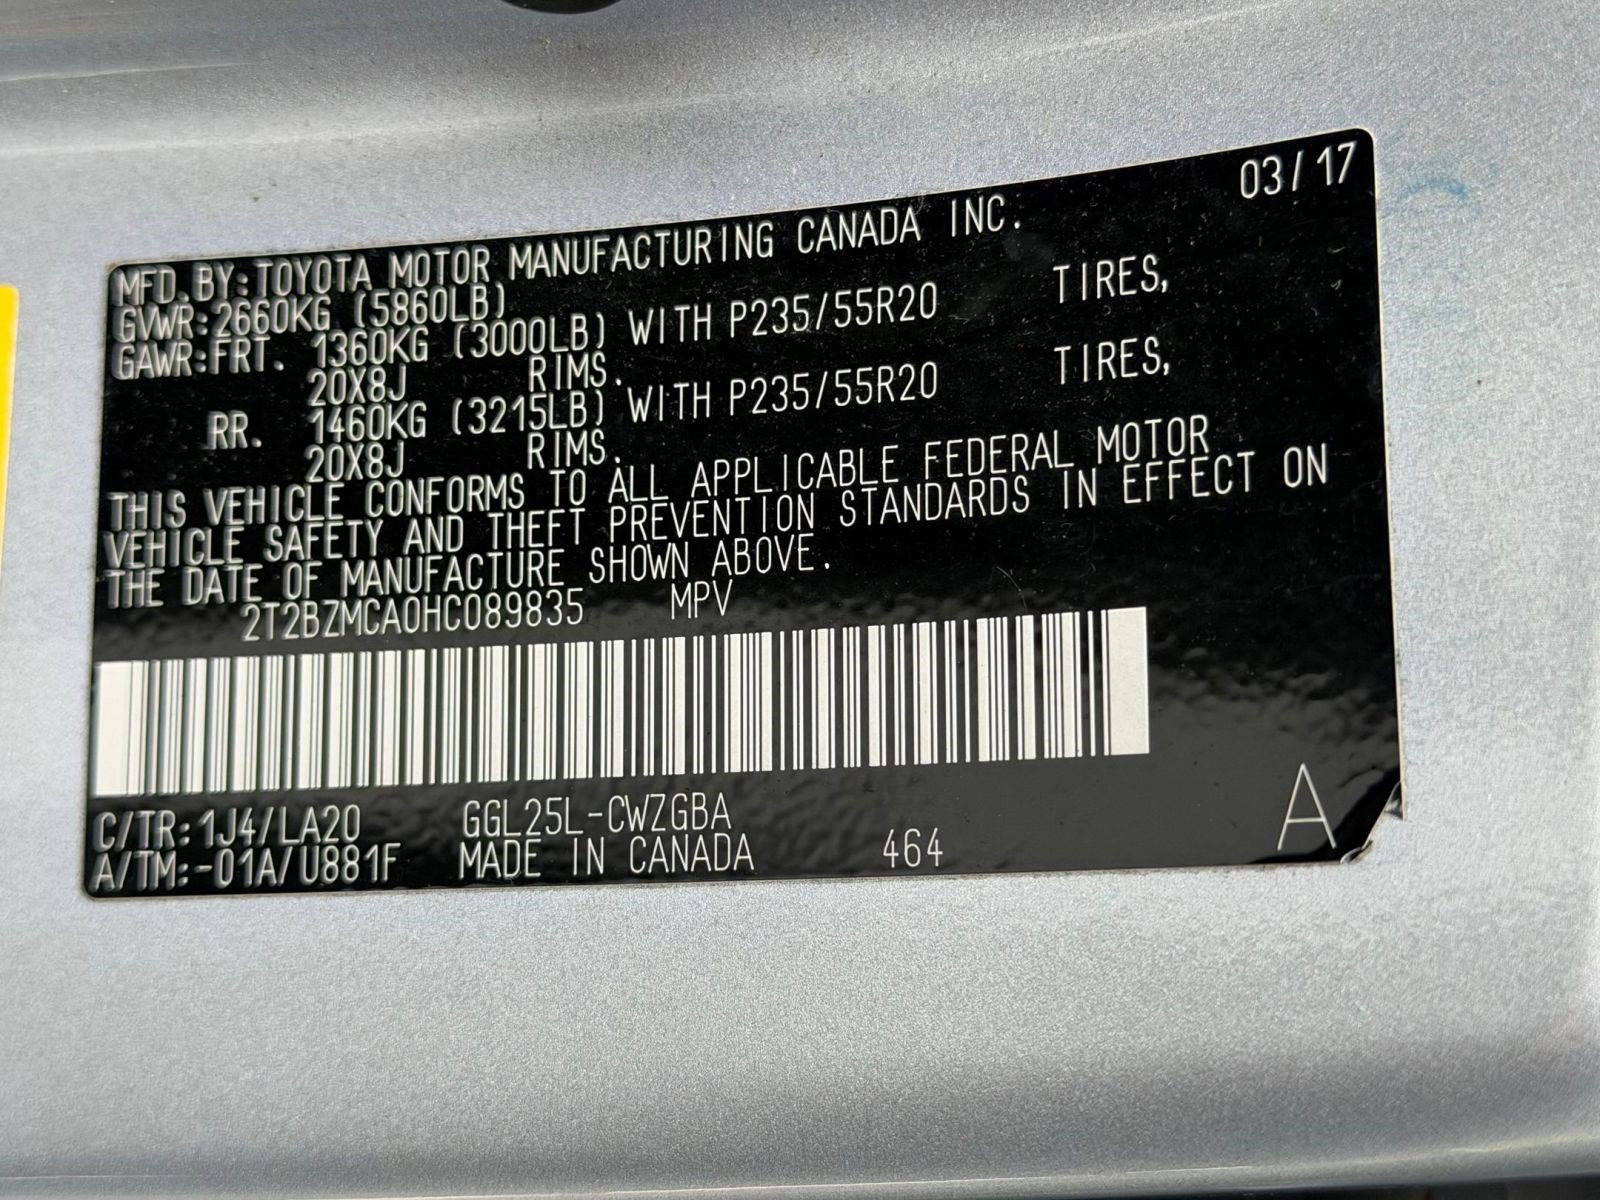 03/17
MFD. BY: TOYOTA MOTOR MANUFACTURING CANADA INC.
GVWR: 2660KG (5860LB)
GAWR: FRT. 1360KG (3000LB) WITH P235/55R20 TIRES,
20X8J RIMS.
RR. 1460KG (3215LB) WITH P235/55R20 TIRES,
20X8J RIMS.
THIS VEHICLE CONFORMS TO ALL APPLICABLE FEDERAL MOTOR
VEHICLE SAFETY AND THEFT PREVENTION STANDARDS IN EFFECT ON
THE DATE OF MANUFACTURE SHOWN ABOVE.
2T2BZMCA0HC089835 MPV
C/TR: 1J4/LA20 GGL25L-CWZGBA
A/TM: -01A/U881F MADE IN CANADA 464 A